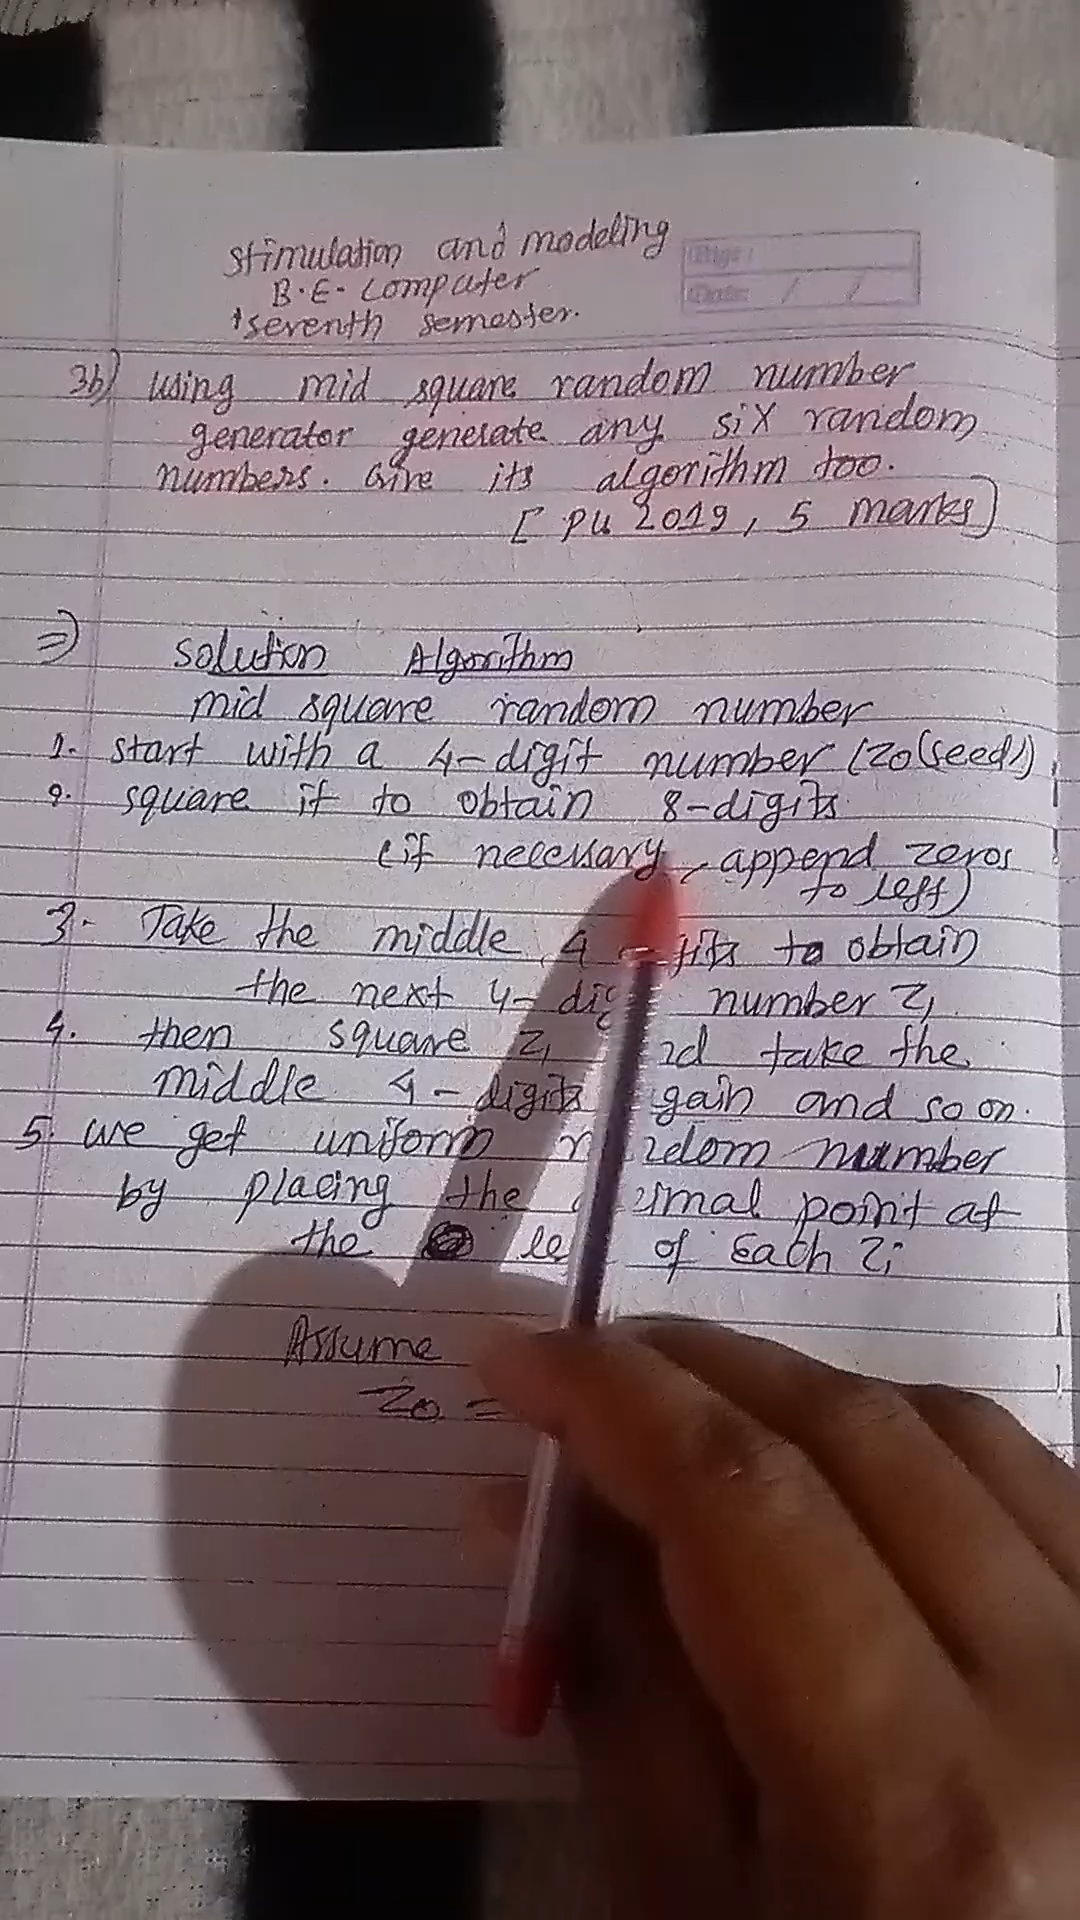 Stimulation and modeling
B.E. Computer
seventh semester.
Page:
Date: / /
3b) using mid square random number
generator generate any six random
numbers. Give its algorithm too.
[PU 2019, 5 marks]
=) Solution Algorithm
mid square random number
1. start with a 4-digit number (Z0(seed))
2. square it to obtain 8-digits
(if necessary, append zeros
to left)
3. Take the middle 4 to obtain
the next 4- number Z1
4. then square Z1 take the
middle 4-digits and so on.
5. we get uniform number
by placing the point at
the of Each Zi
Assume
Z0 =